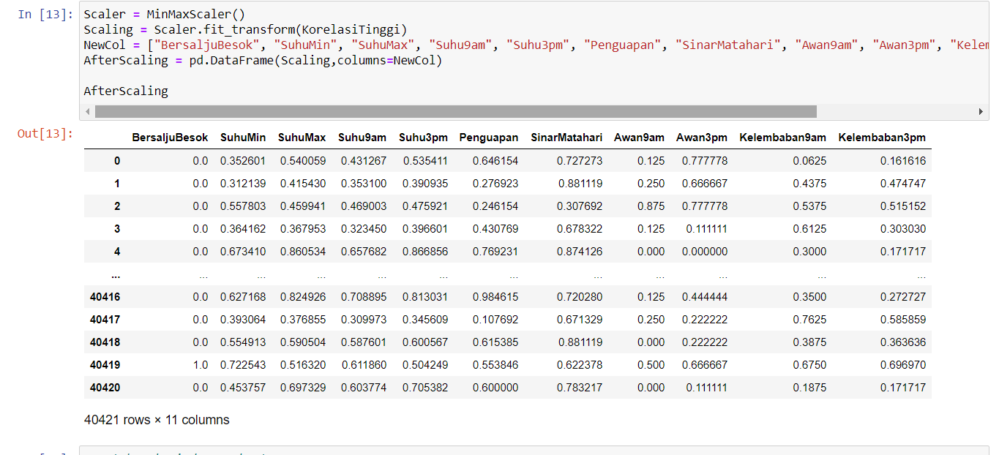 In [13]:
Scaler = MinMaxScaler()
Scaling = Scaler.fit_transform(KorelasiTinggi)
NewCol = ["BersaljuBesok", "SuhuMin", "SuhuMax", "Suhu9am", "Suhu3pm", "Penguapan", "SinarMatahari", "Awan9am", "Awan3pm", "Kelem
AfterScaling = pd.DataFrame(Scaling,columns=NewCol)
AfterScaling
Out[13]:
BersaljuBesok SuhuMin SuhuMax Suhu9am Suhu3pm Penguapan SinarMatahari Awan9am Awan3pm Kelembaban9am Kelembaban3pm
0 0.0 0.352601 0.540059 0.431267 0.535411 0.646154 0.727273 0.125 0.777778 0.0625 0.161616
1 0.0 0.312139 0.415430 0.353100 0.390935 0.276923 0.881119 0.250 0.666667 0.4375 0.474747
2 0.0 0.557803 0.459941 0.469003 0.475921 0.246154 0.307692 0.875 0.777778 0.5375 0.515152
3 0.0 0.364162 0.367953 0.323450 0.396601 0.430769 0.678322 0.125 0.111111 0.6125 0.303030
4 0.0 0.673410 0.860534 0.657682 0.866856 0.769231 0.874126 0.000 0.000000 0.3000 0.171717
... ... ... ... ... ... ... ... ... ... ... ...
40416 0.0 0.627168 0.824926 0.708895 0.813031 0.984615 0.720280 0.125 0.444444 0.3500 0.272727
40417 0.0 0.393064 0.376855 0.309973 0.345609 0.107692 0.671329 0.250 0.222222 0.7625 0.585859
40418 0.0 0.554913 0.590504 0.587601 0.600567 0.615385 0.881119 0.000 0.222222 0.3875 0.363636
40419 1.0 0.722543 0.516320 0.611860 0.504249 0.553846 0.622378 0.500 0.666667 0.6750 0.696970
40420 0.0 0.453757 0.697329 0.603774 0.705382 0.600000 0.783217 0.000 0.111111 0.1875 0.171717
40421 rows × 11 columns